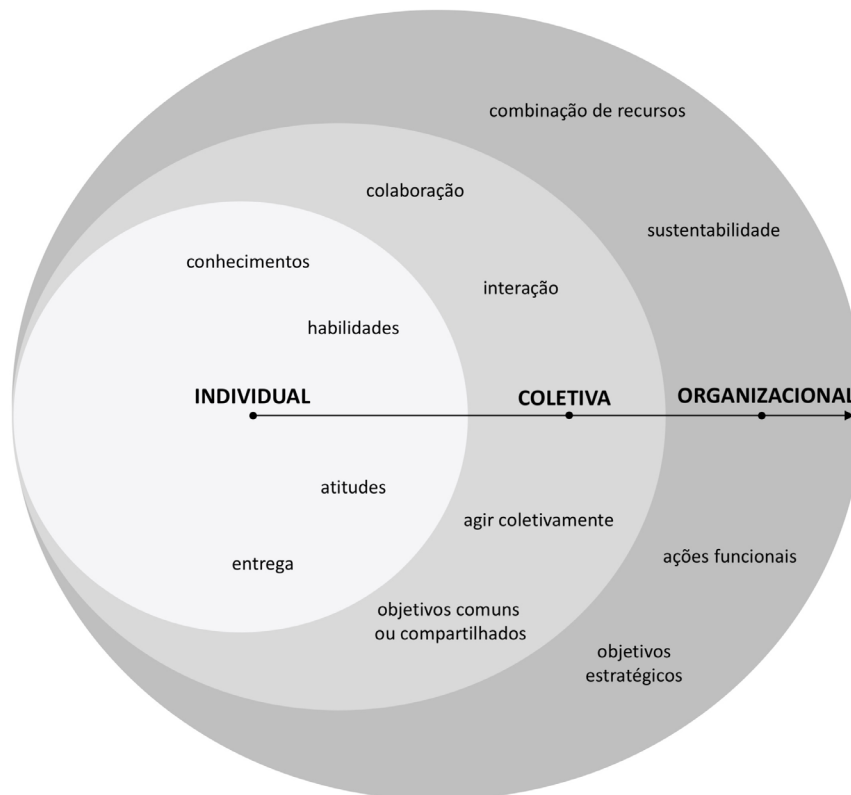 combinação de recursos
colaboração
sustentabilidade
conhecimentos
interação
habilidades
INDIVIDUAL
COLETIVA
ORGANIZACIONAL
atitudes
agir coletivamente
entrega
ações funcionais
objetivos comuns
ou compartilhados
objetivos
estratégicos